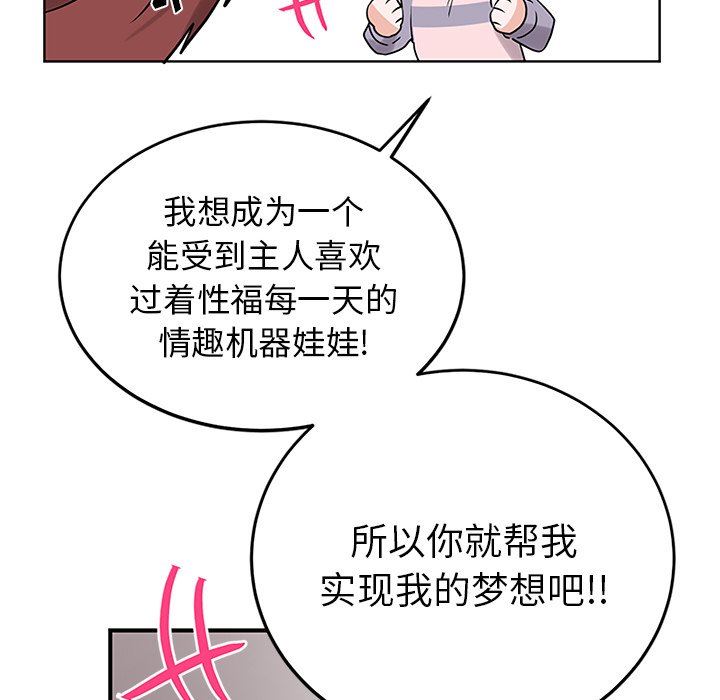 我想成为一个
能受到主人喜欢
过着性福每一天的
情趣机器娃娃!
所以你就帮我
实现我的梦想吧!!